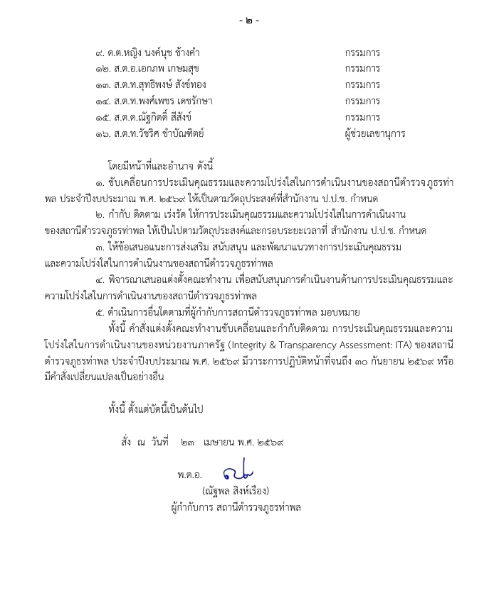 - ๒ -
๙. ด.ต.หญิง นงค์นุช ช้างคำ กรรมการ
๑๒. ส.ต.อ.เอกภพ เกษมสุข กรรมการ
๑๓. ส.ต.ท.สุทธิพงษ์ สังข์ทอง กรรมการ
๑๔. ส.ต.ท.พงศ์เพชร เดชรักษา กรรมการ
๑๕. ส.ต.ต.ณัฐกิตติ์ สีสังข์ กรรมการ
๑๖. ส.ต.ท.วัชริศ ชำบัณฑิตย์ ผู้ช่วยเลขานุการ
โดยมีหน้าที่และอำนาจ ดังนี้
๑. ขับเคลื่อนการประเมินคุณธรรมและความโปร่งใสในการดำเนินงานของสถานีตำรวจภูธรท่า
พล ประจำปีงบประมาณ พ.ศ. ๒๕๖๙ ให้เป็นตามวัตถุประสงค์ที่สำนักงาน ป.ป.ช. กำหนด
๒. กำกับ ติดตาม เร่งรัด ให้การประเมินคุณธรรมและความโปร่งใสในการดำเนินงาน
ของสถานีตำรวจภูธรท่าพล ให้เป็นไปตามวัตถุประสงค์และกรอบระยะเวลาที่ สำนักงาน ป.ป.ช. กำหนด
๓. ให้ข้อเสนอแนะการส่งเสริม สนับสนุน และพัฒนาแนวทางการประเมินคุณธรรม
และความโปร่งใสในการดำเนินงานของสถานีตำรวจภูธรท่าพล
๔. พิจารณาเสนอแต่งตั้งคณะทำงาน เพื่อสนับสนุนการดำเนินงานด้านการประเมินคุณธรรมและ
ความโปร่งใสในการดำเนินงานของสถานีตำรวจภูธรท่าพล
๕. ดำเนินการอื่นใดตามที่ผู้กำกับการสถานีตำรวจภูธรท่าพล มอบหมาย
ทั้งนี้ คำสั่งแต่งตั้งคณะทำงานขับเคลื่อนและกำกับติดตาม การประเมินคุณธรรมและความ
โปร่งใสในการดำเนินงานของหน่วยงานภาครัฐ (Integrity & Transparency Assessment: ITA) ของสถานี
ตำรวจภูธรท่าพล ประจำปีงบประมาณ พ.ศ. ๒๕๖๙ มีวาระการปฏิบัติหน้าที่จนถึง ๓๐ กันยายน ๒๕๖๙ หรือ
มีคำสั่งเปลี่ยนแปลงเป็นอย่างอื่น
ทั้งนี้ ตั้งแต่บัดนี้เป็นต้นไป
สั่ง ณ วันที่ ๒๓ เมษายน พ.ศ. ๒๕๖๙
พ.ต.อ.
(ณัฐพล สิงห์เรือง)
ผู้กำกับการ สถานีตำรวจภูธรท่าพล